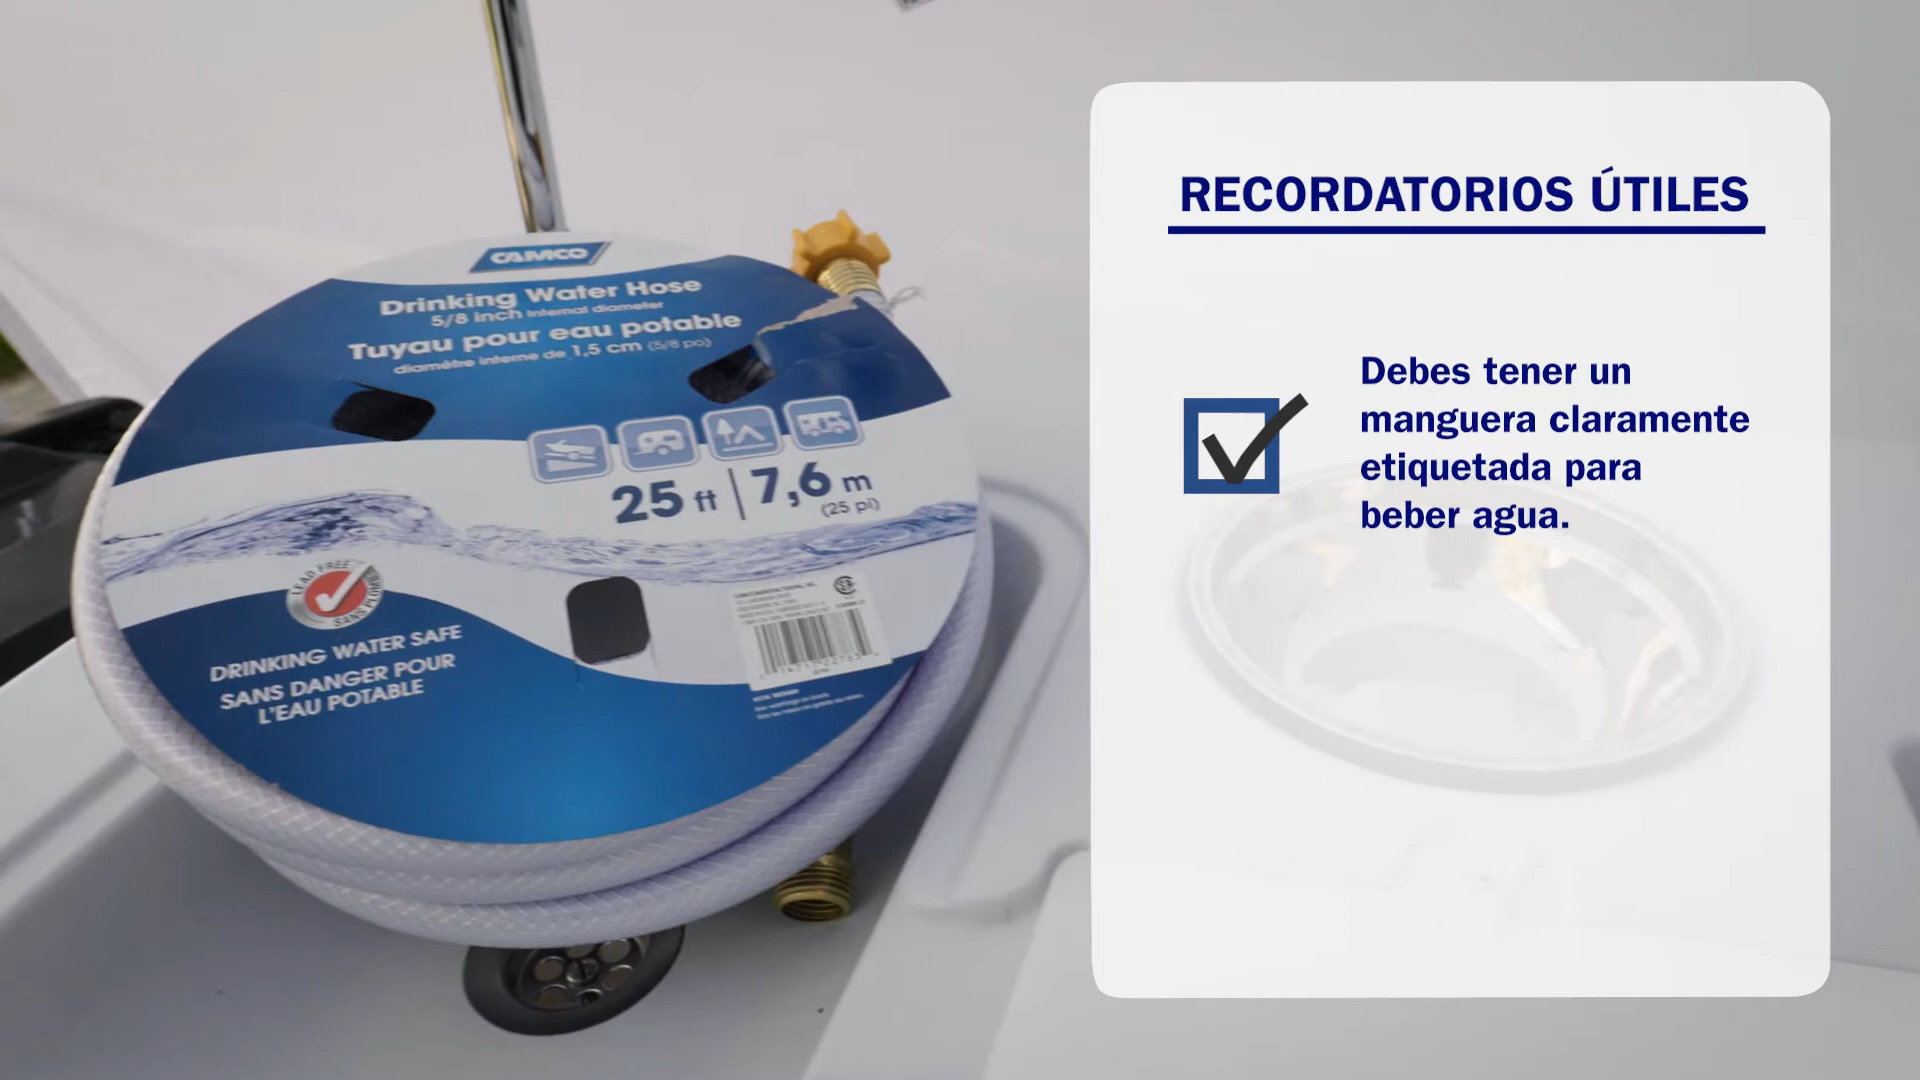 CAMCO
Drinking Water Hose
5/8 inch internal diameter
Tuyau pour eau potable
diamètre interne de 1,5 cm (5/8 po)
25 ft | 7,6 m
(25 pi)
LEAD FREE
SANS PLOMB
DRINKING WATER SAFE
SANS DANGER POUR
L'EAU POTABLE
RECORDATORIOS ÚTILES
Debes tener un
manguera claramente
etiquetada para
beber agua.